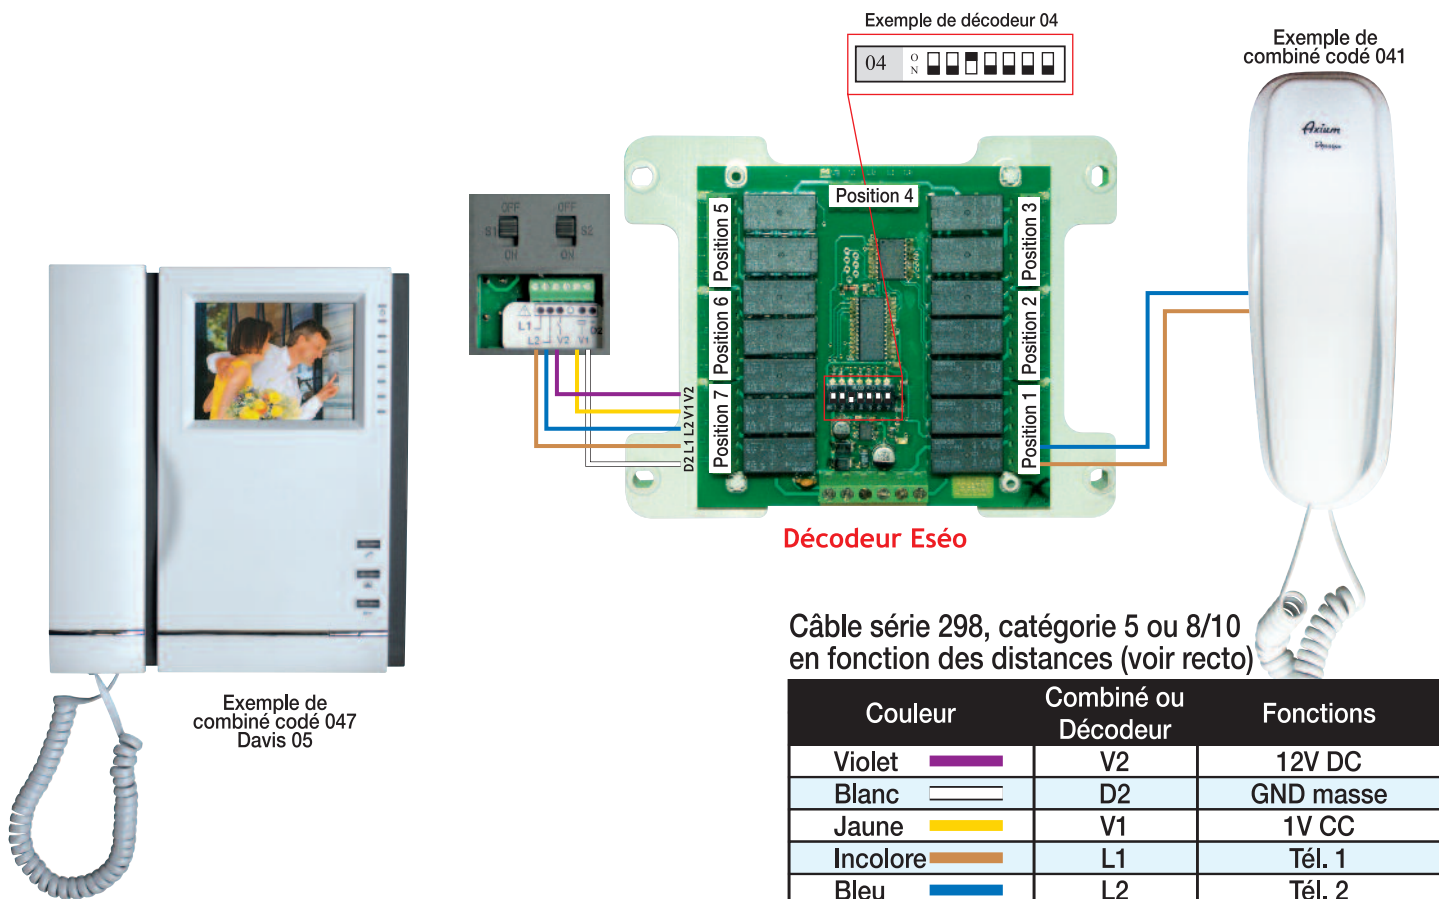 Exemple de décodeur 04
04
O
N
Exemple de
combiné codé 041
Axium
OFF
OFF
S1
S2
ON
ON
L1
L2
V2
V1
D2
Position 4
Position 5
Position 6
Position 7
Position 3
Position 2
Position 1
D2 L1 L2 V1 V2
Décodeur Eséo
Exemple de
combiné codé 047
Davis 05
Câble série 298, catégorie 5 ou 8/10
en fonction des distances (voir recto)
Couleur Combiné ou Décodeur Fonctions
Violet V2 12V DC
Blanc D2 GND masse
Jaune V1 1V CC
Incolore L1 Tél. 1
Bleu L2 Tél. 2